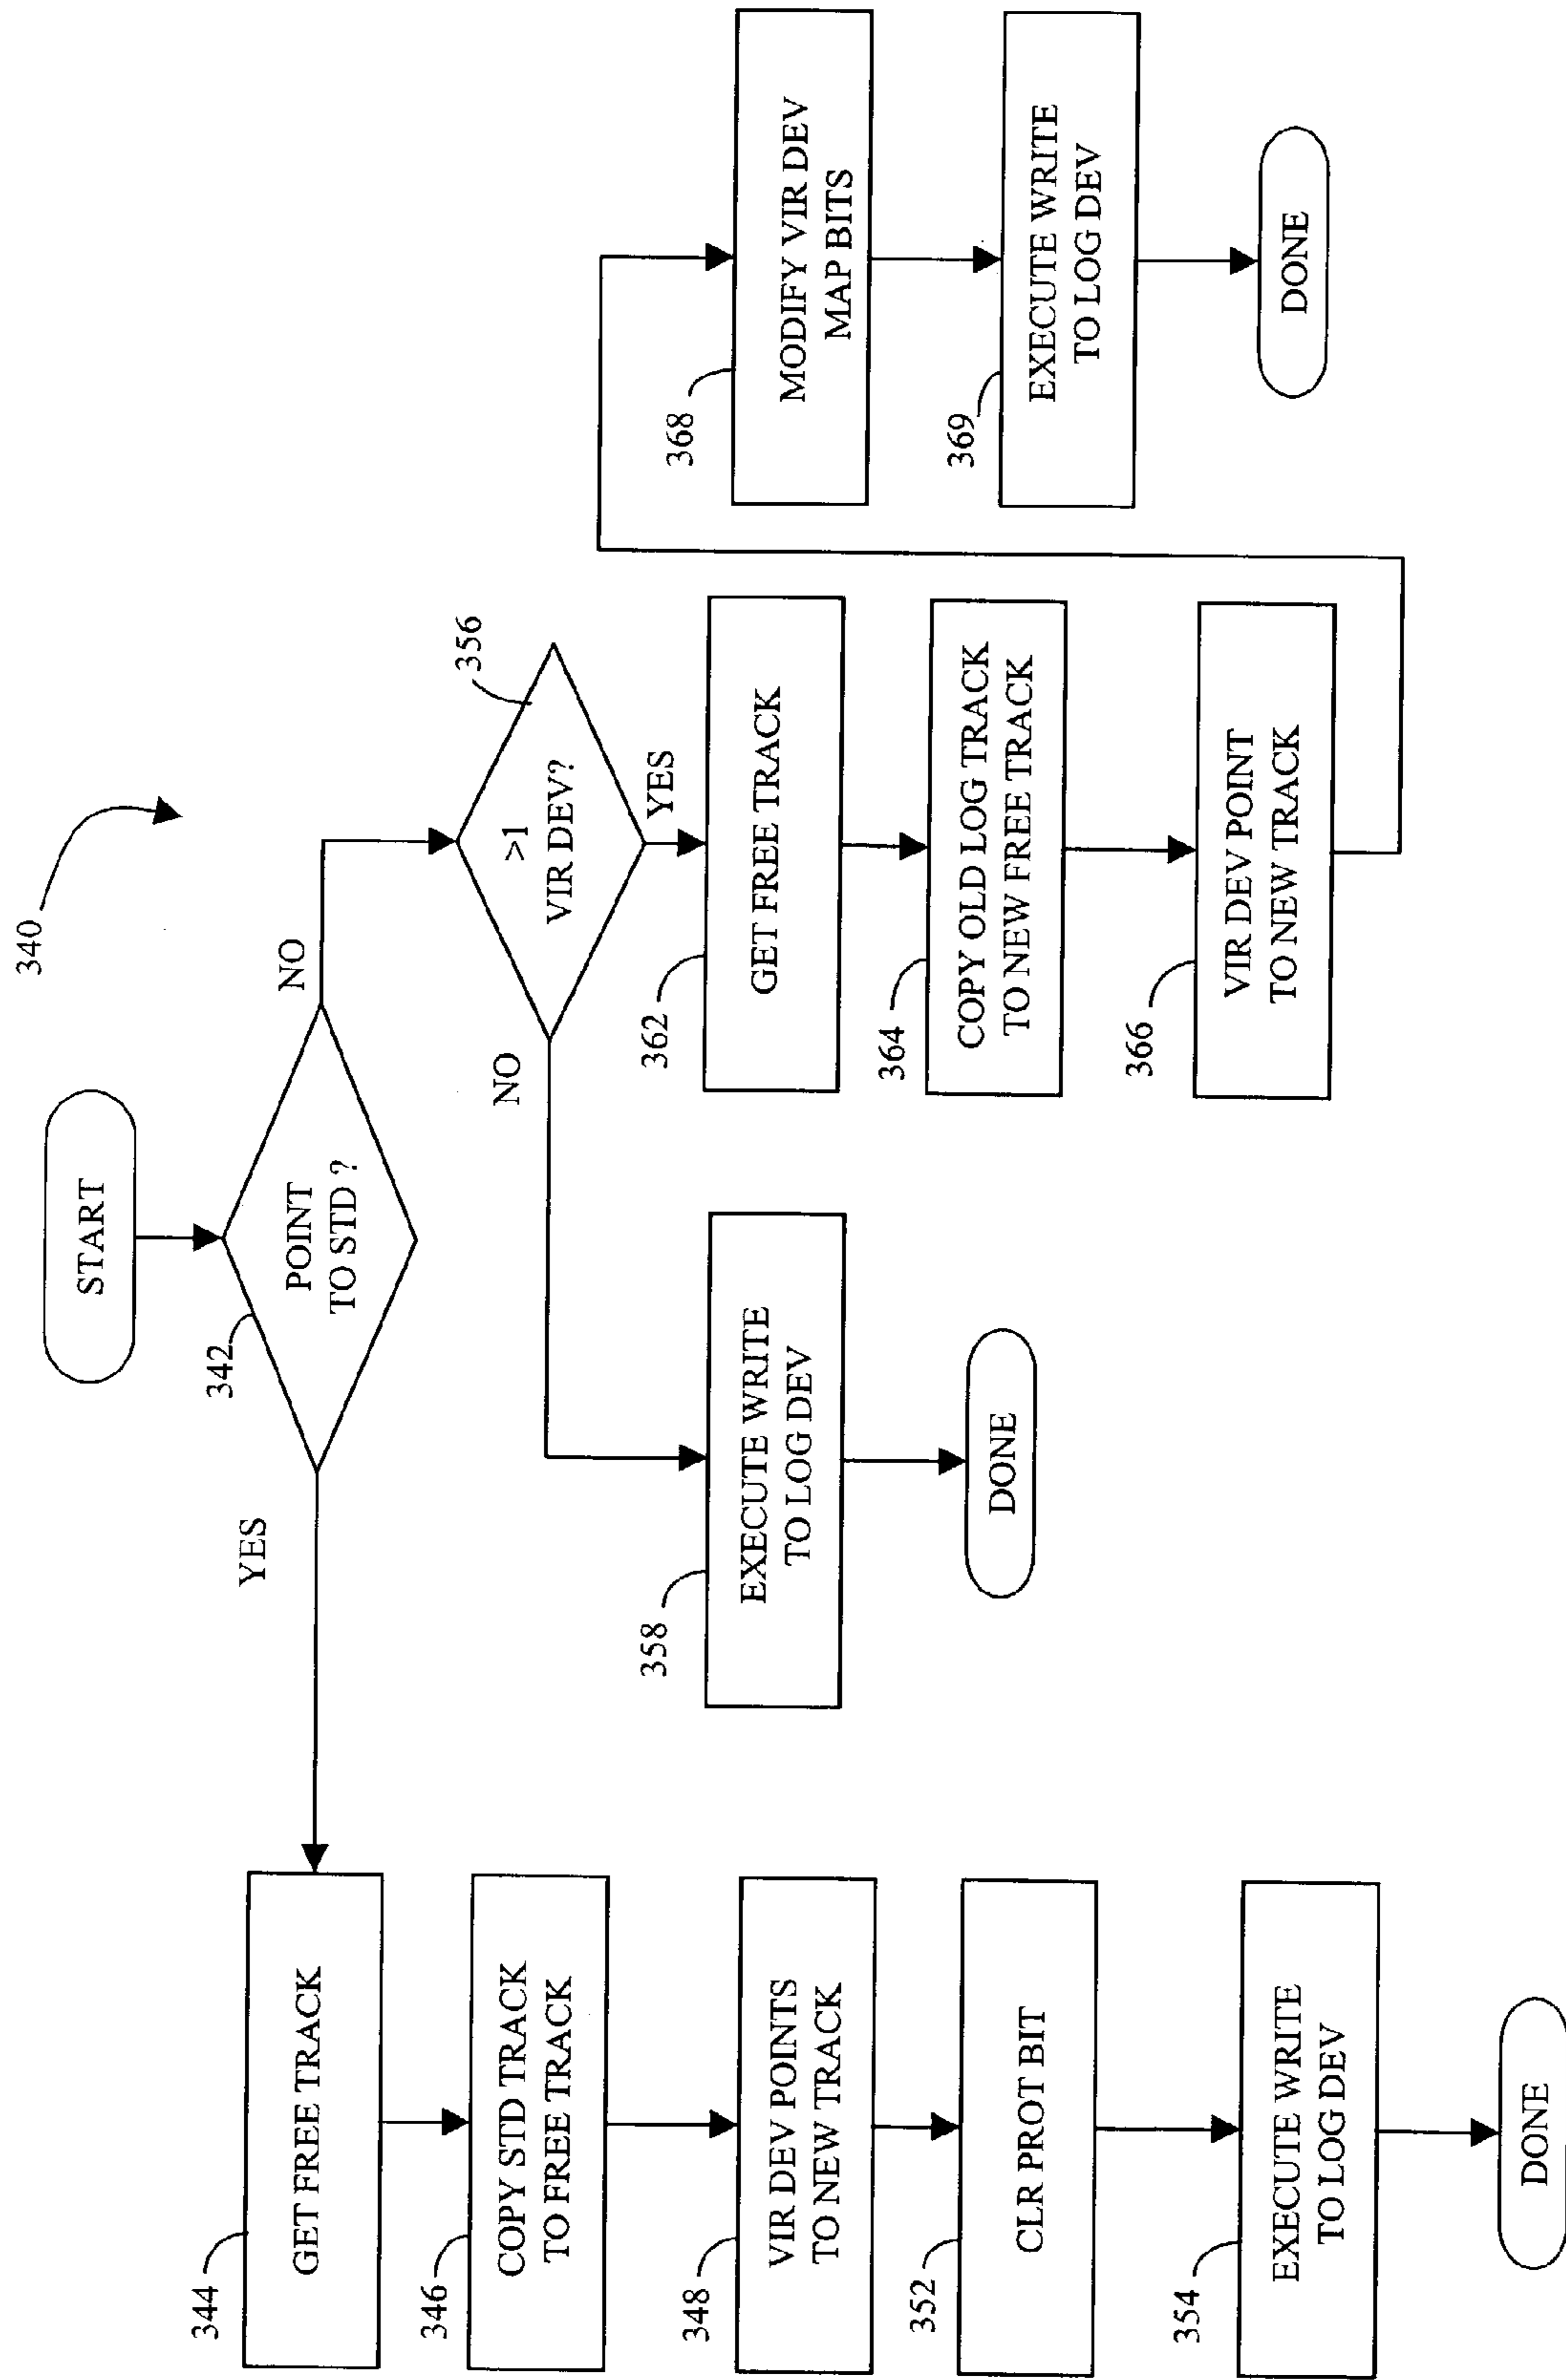 340
START
342
POINT
TO STD ?
YES
NO
344
GET FREE TRACK
346
COPY STD TRACK
TO FREE TRACK
348
VIR DEV POINTS
TO NEW TRACK
352
CLR PROT BIT
354
EXECUTE WRITE
TO LOG DEV
DONE
356
>1
VIR DEV?
NO
YES
358
EXECUTE WRITE
TO LOG DEV
DONE
362
GET FREE TRACK
364
COPY OLD LOG TRACK
TO NEW FREE TRACK
366
VIR DEV POINT
TO NEW TRACK
368
MODIFY VIR DEV
MAP BITS
369
EXECUTE WRITE
TO LOG DEV
DONE